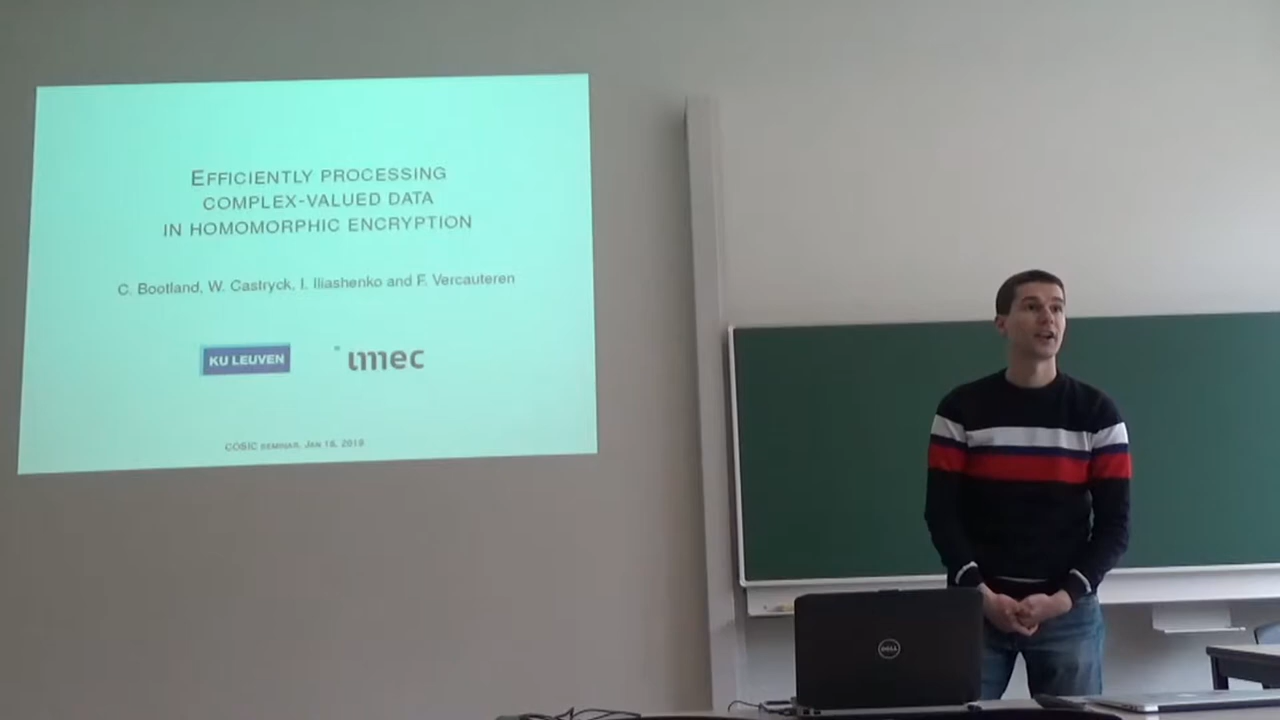 EFFICIENTLY PROCESSING
COMPLEX-VALUED DATA
IN HOMOMORPHIC ENCRYPTION
C. Bootland, W. Castryck, I. Iliashenko and F. Vercauteren
KU LEUVEN
imec
COSIC SEMINAR, JAN 18, 2019
DELL